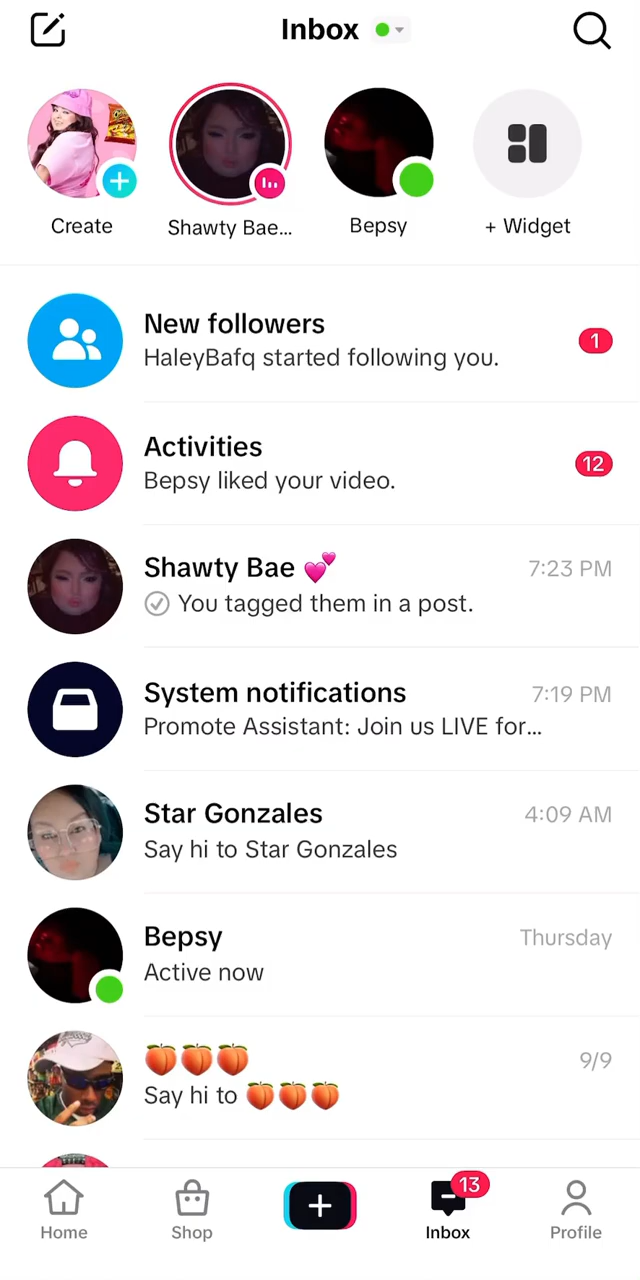 Inbox
Create
Shawty Bae...
Bepsy
+ Widget
New followers
HaleyBafq started following you.
1
Activities
Bepsy liked your video.
12
Shawty Bae 💕
7:23 PM
You tagged them in a post.
System notifications
7:19 PM
Promote Assistant: Join us LIVE for...
Star Gonzales
4:09 AM
Say hi to Star Gonzales
Bepsy
Thursday
Active now
🍑🍑🍑
9/9
Say hi to 🍑🍑🍑
Home
Shop
13
Inbox
Profile